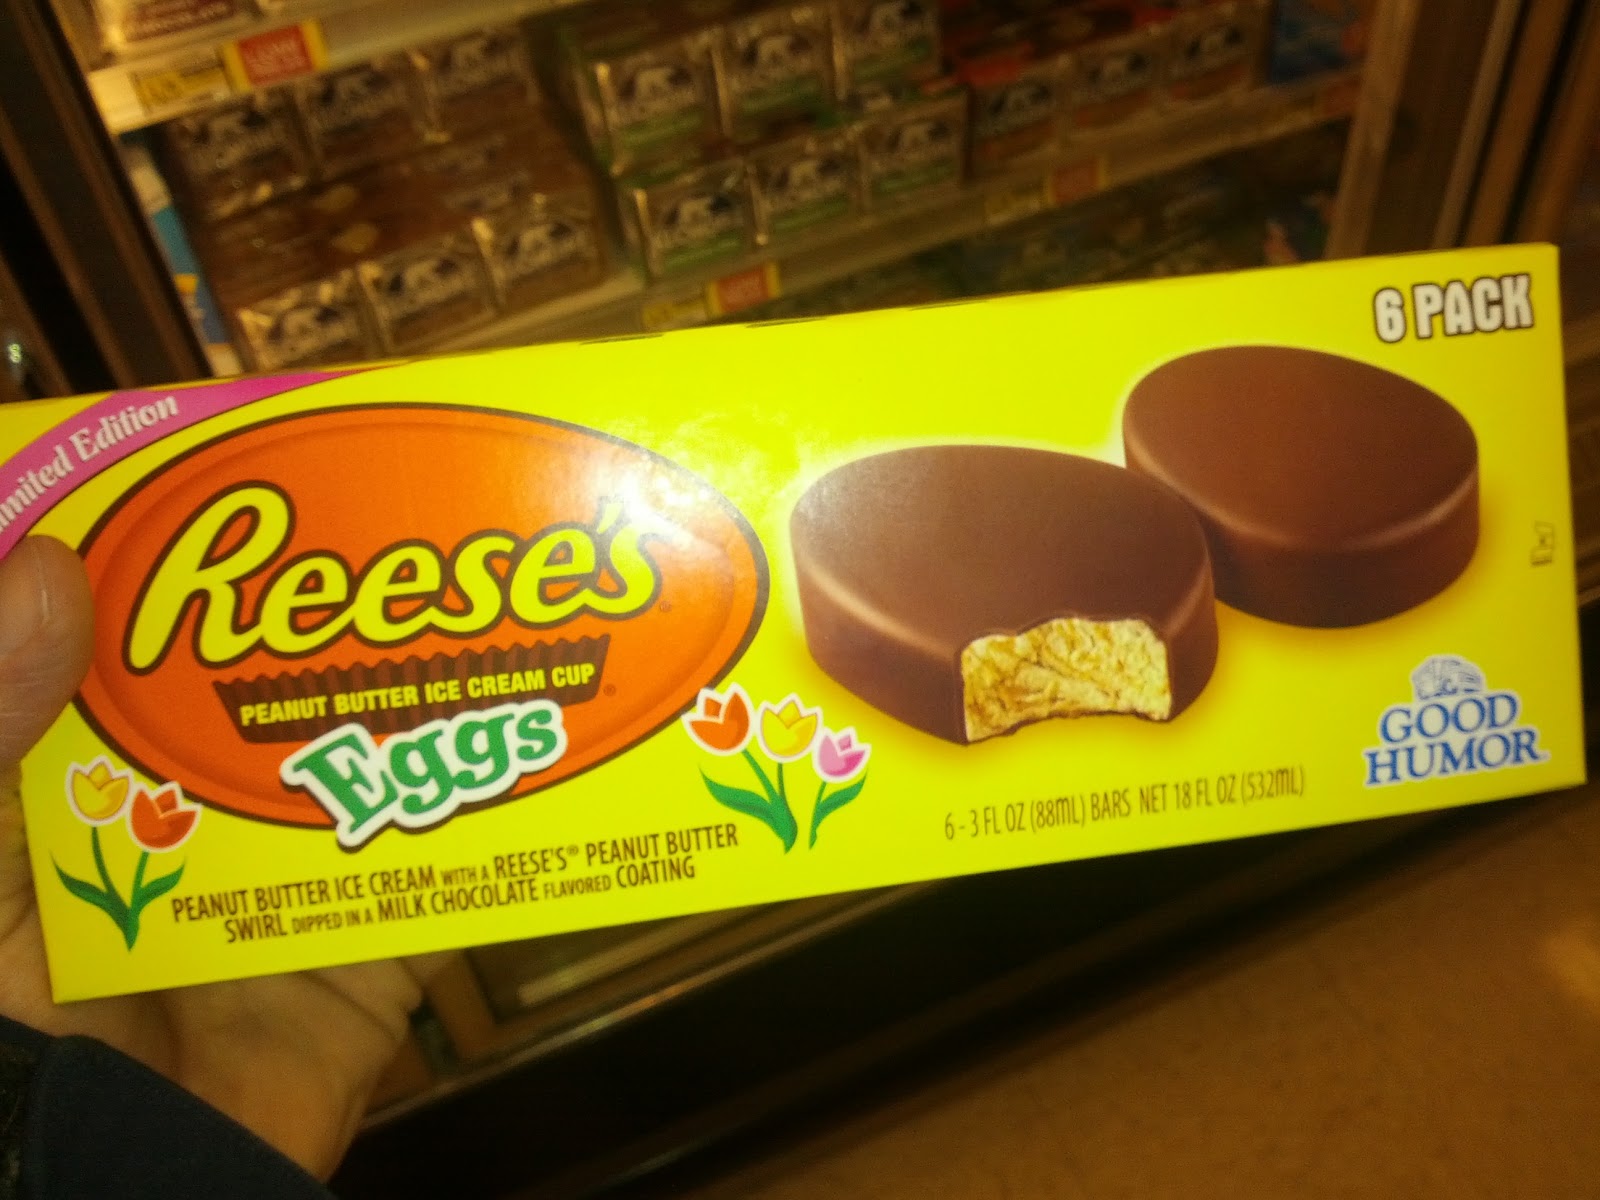 6 PACK
Limited Edition
Reese's
PEANUT BUTTER ICE CREAM CUP
Eggs
GOOD
HUMOR
6 - 3 FL OZ (88mL) BARS NET 18 FL OZ (532mL)
PEANUT BUTTER ICE CREAM WITH A REESE'S® PEANUT BUTTER
SWIRL DIPPED IN A MILK CHOCOLATE FLAVORED COATING